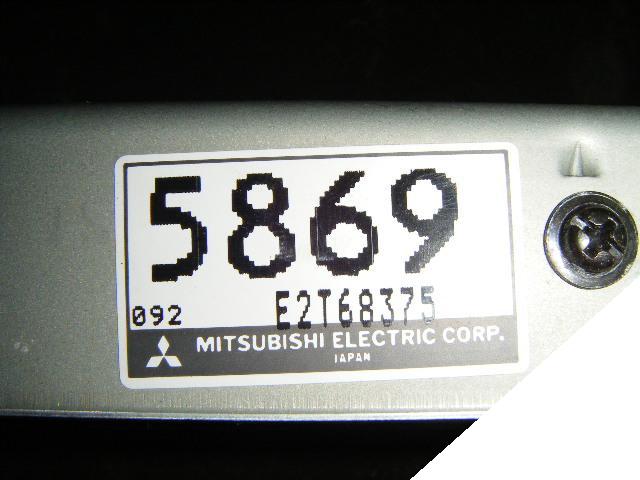 5869
092 E2T68375
MITSUBISHI ELECTRIC CORP.
JAPAN